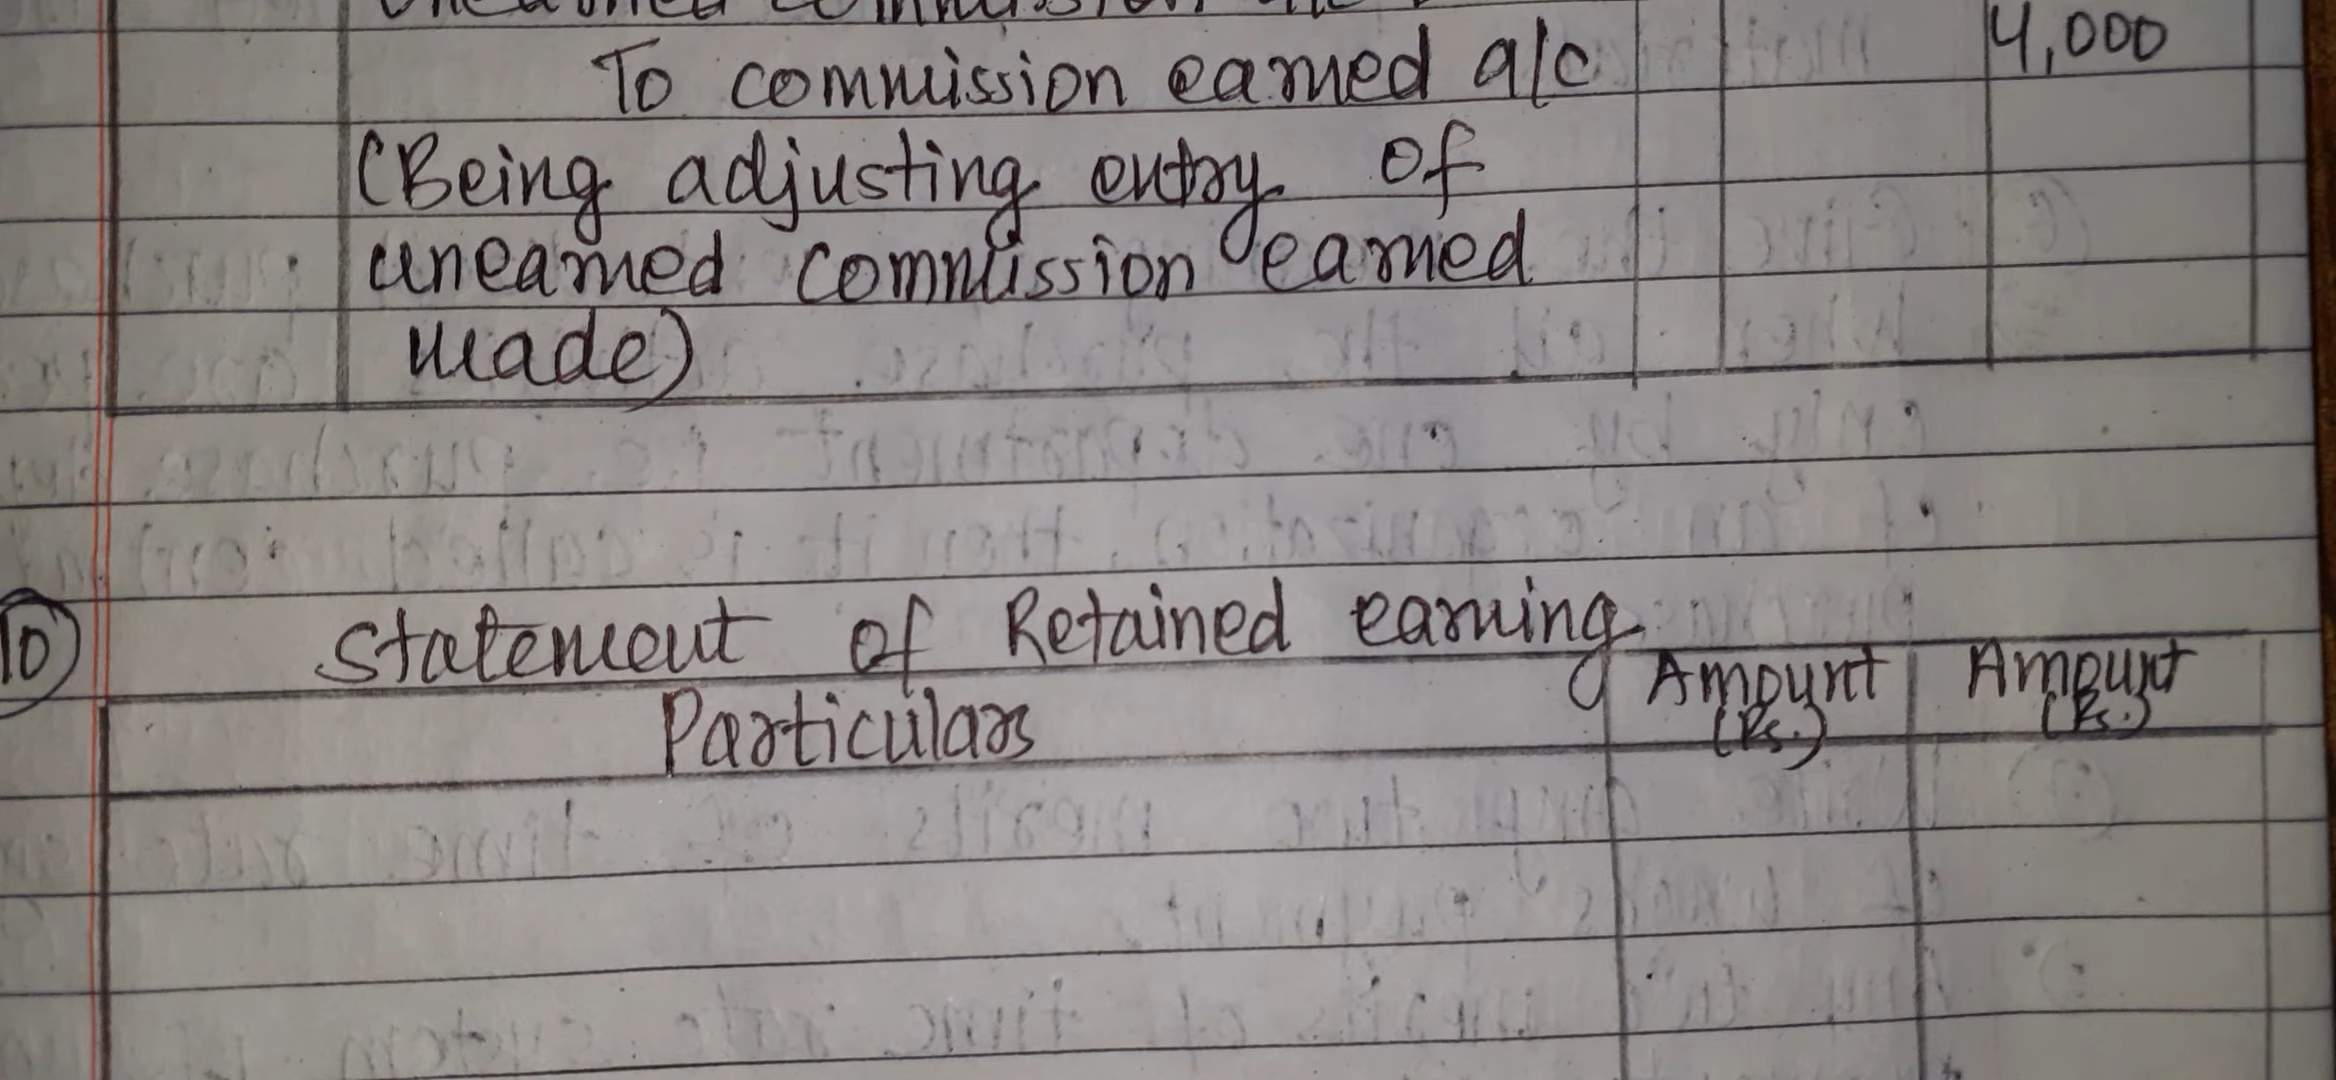 To commission earned a/c 4,000
(Being adjusting entry of
unearned commission earned
made)
10 Statement of Retained earning
Particulars Amount (Rs.) Amount (Rs.)